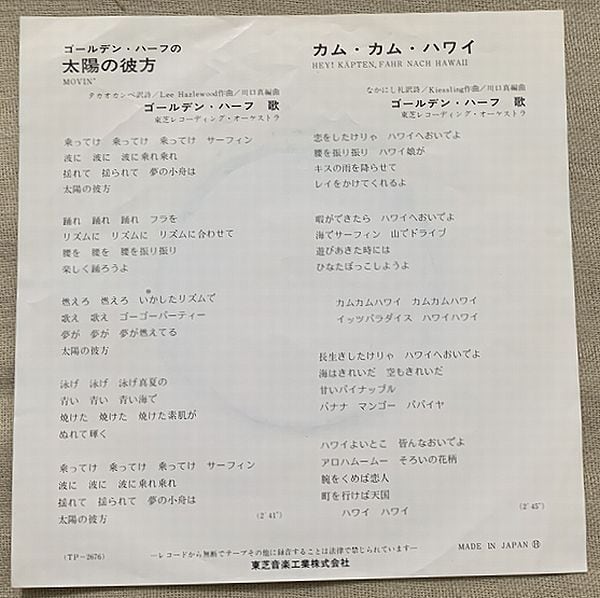 ゴールデン・ハーフの
太陽の彼方
MOVIN'
タカオカンベ訳詩/Lee Hazlewood作曲/川口真編曲
ゴールデン・ハーフ 歌
東芝レコーディング・オーケストラ
乗ってけ 乗ってけ 乗ってけ サーフィン
波に 波に 波に乗れ乗れ
揺れて 揺られて 夢の小舟は
太陽の彼方
踊れ 踊れ 踊れ フラを
リズムに リズムに リズムに合わせて
腰を 腰を 腰を振り振り
楽しく踊ろうよ
燃えろ 燃えろ いかしたリズムで
歌え 歌え ゴーゴーパーティー
夢が 夢が 夢が燃えてる
太陽の彼方
泳げ 泳げ 泳げ真夏の
青い 青い 青い海で
焼けた 焼けた 焼けた素肌が
ぬれて輝く
乗ってけ 乗ってけ 乗ってけ サーフィン
波に 波に 波に乗れ乗れ
揺れて 揺られて 夢の小舟は
太陽の彼方
(2'41")
カム・カム・ハワイ
HEY! KÄPTEN, FAHR NACH HAWAII
なかにし礼訳詩/Kiessling作曲/川口真編曲
ゴールデン・ハーフ 歌
東芝レコーディング・オーケストラ
恋をしたけりゃ ハワイへおいでよ
腰を振り振り ハワイ娘が
キスの雨を降らせて
レイをかけてくれるよ
暇ができたら ハワイへおいでよ
海でサーフィン 山でドライブ
遊びあきた時には
ひなたぼっこしようよ
カムカムハワイ カムカムハワイ
イッツパラダイス ハワイハワイ
長生きしたけりゃ ハワイへおいでよ
海はきれいだ 空もきれいだ
甘いパイナップル
バナナ マンゴー パパイヤ
ハワイよいとこ 皆んなおいでよ
アロハムームー そろいの花柄
腕をくめば恋人
町を行けば天国
ハワイ ハワイ
(2'45")
(TP-2676)
—レコードから無断でテープその他に録音することは法律で禁じられています—
MADE IN JAPAN Ⓗ
東芝音楽工業株式会社